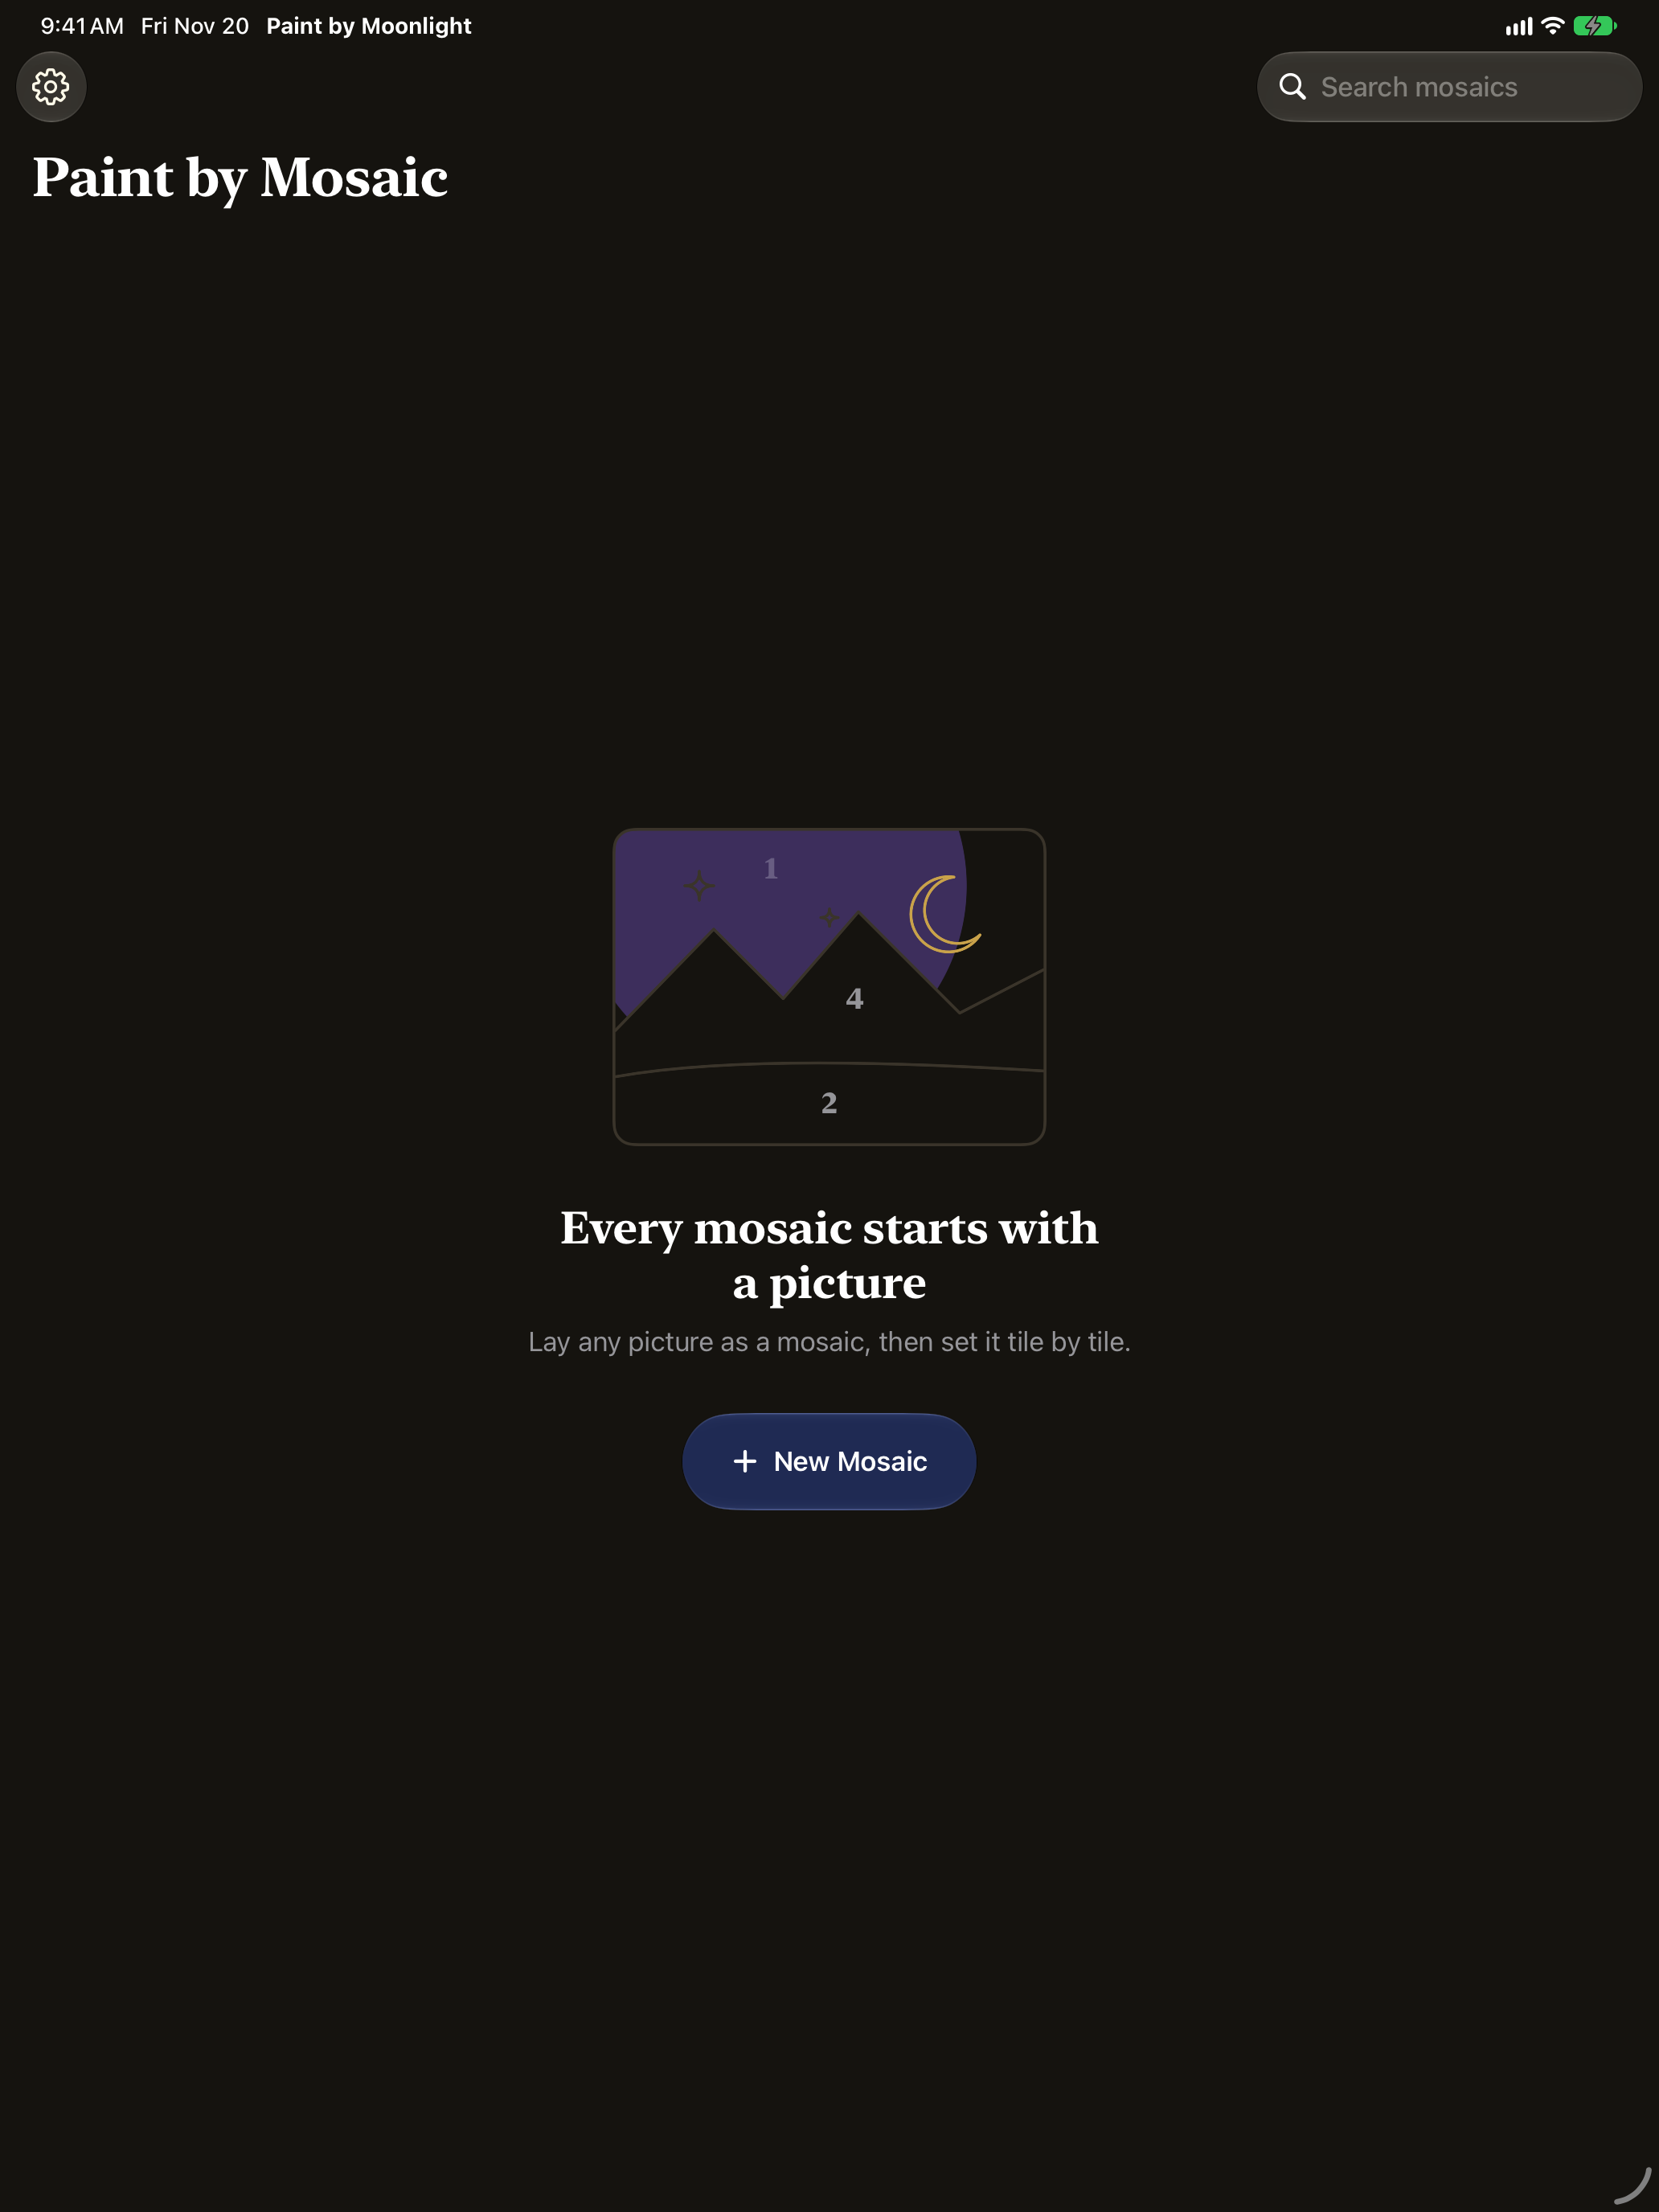 9:41 AM Fri Nov 20 Paint by Moonlight
Search mosaics
Paint by Mosaic
1
4
2
Every mosaic starts with
a picture
Lay any picture as a mosaic, then set it tile by tile.
New Mosaic